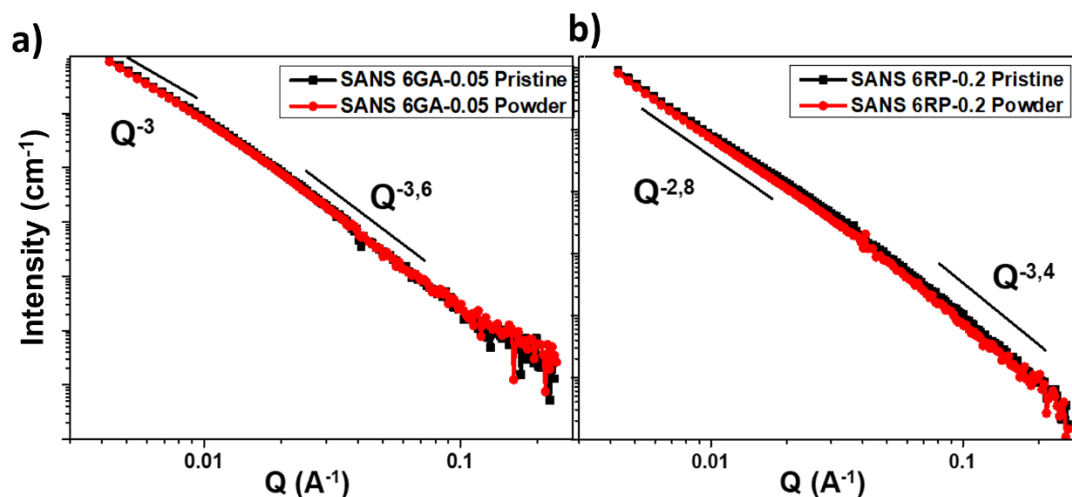 a)
SANS 6GA-0.05 Pristine
SANS 6GA-0.05 Powder
Q-3
Q-3,6
Intensity (cm-1)
0.01
0.1
Q (A-1)
b)
SANS 6RP-0.2 Pristine
SANS 6RP-0.2 Powder
Q-2,8
Q-3,4
0.01
0.1
Q (A-1)